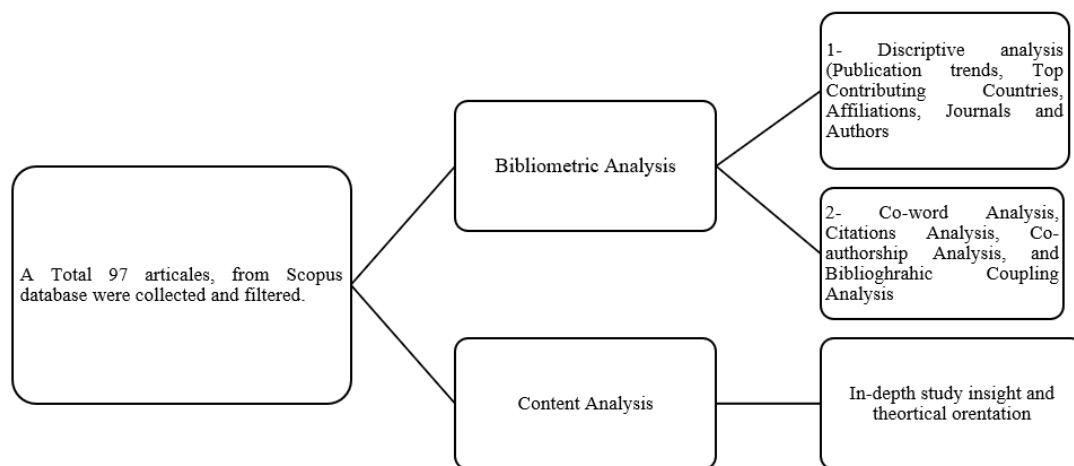 A Total 97 articales, from Scopus
database were collected and filtered.
Bibliometric Analysis
1- Discriptive analysis
(Publication trends, Top
Contributing Countries,
Affiliations, Journals and
Authors
2- Co-word Analysis,
Citations Analysis, Co-
authorship Analysis, and
Biblioghrahic Coupling
Analysis
Content Analysis
In-depth study insight and
theortical orentation